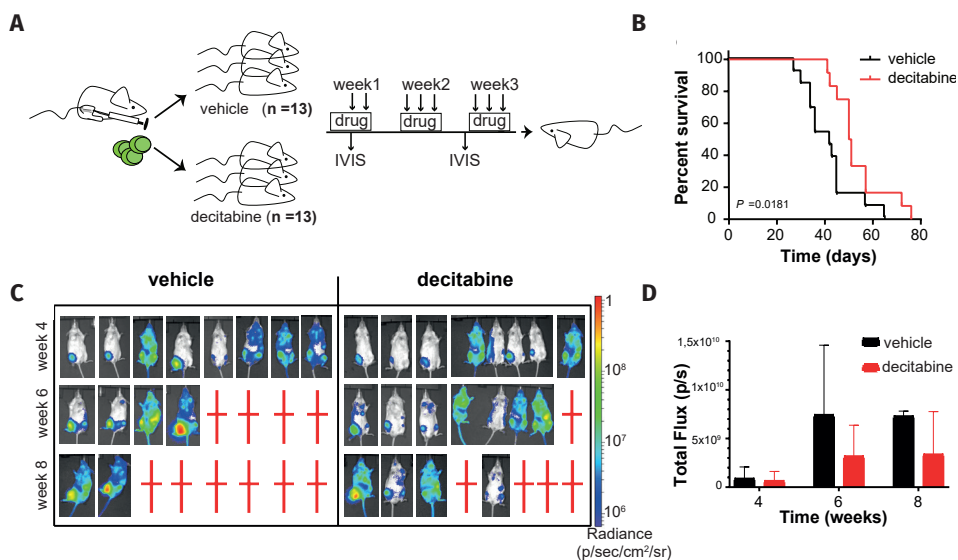 A
vehicle (n =13)
decitabine (n =13)
week1 week2 week3
drug drug drug
IVIS IVIS
B
vehicle
decitabine
Percent survival
100
80
60
40
20
0
P =0.0181
0 20 40 60 80
Time (days)
C
vehicle decitabine
week 4
week 6
week 8
1
10⁸
10⁷
10⁶
Radiance
(p/sec/cm²/sr)
D
vehicle
decitabine
Total Flux (p/s)
1,5x10¹⁰
1x10¹⁰
5x10⁹
0
4 6 8
Time (weeks)